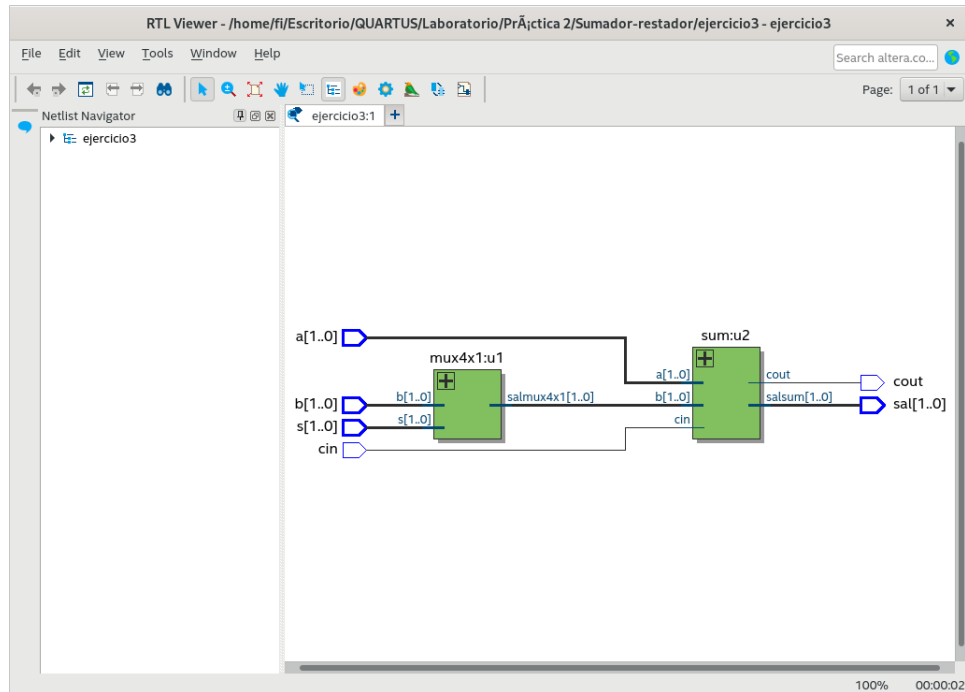 RTL Viewer - /home/fi/Escritorio/QUARTUS/Laboratorio/PrÃ¡ctica 2/Sumador-restador/ejercicio3 - ejercicio3
File Edit View Tools Window Help
Search altera.co...
Page: 1 of 1
Netlist Navigator
ejercicio3:1
ejercicio3
a[1..0]
sum:u2
mux4x1:u1
a[1..0]
cout
cout
b[1..0]
b[1..0]
salmux4x1[1..0]
b[1..0]
salsum[1..0]
sal[1..0]
s[1..0]
s[1..0]
cin
cin
100% 00:00:02